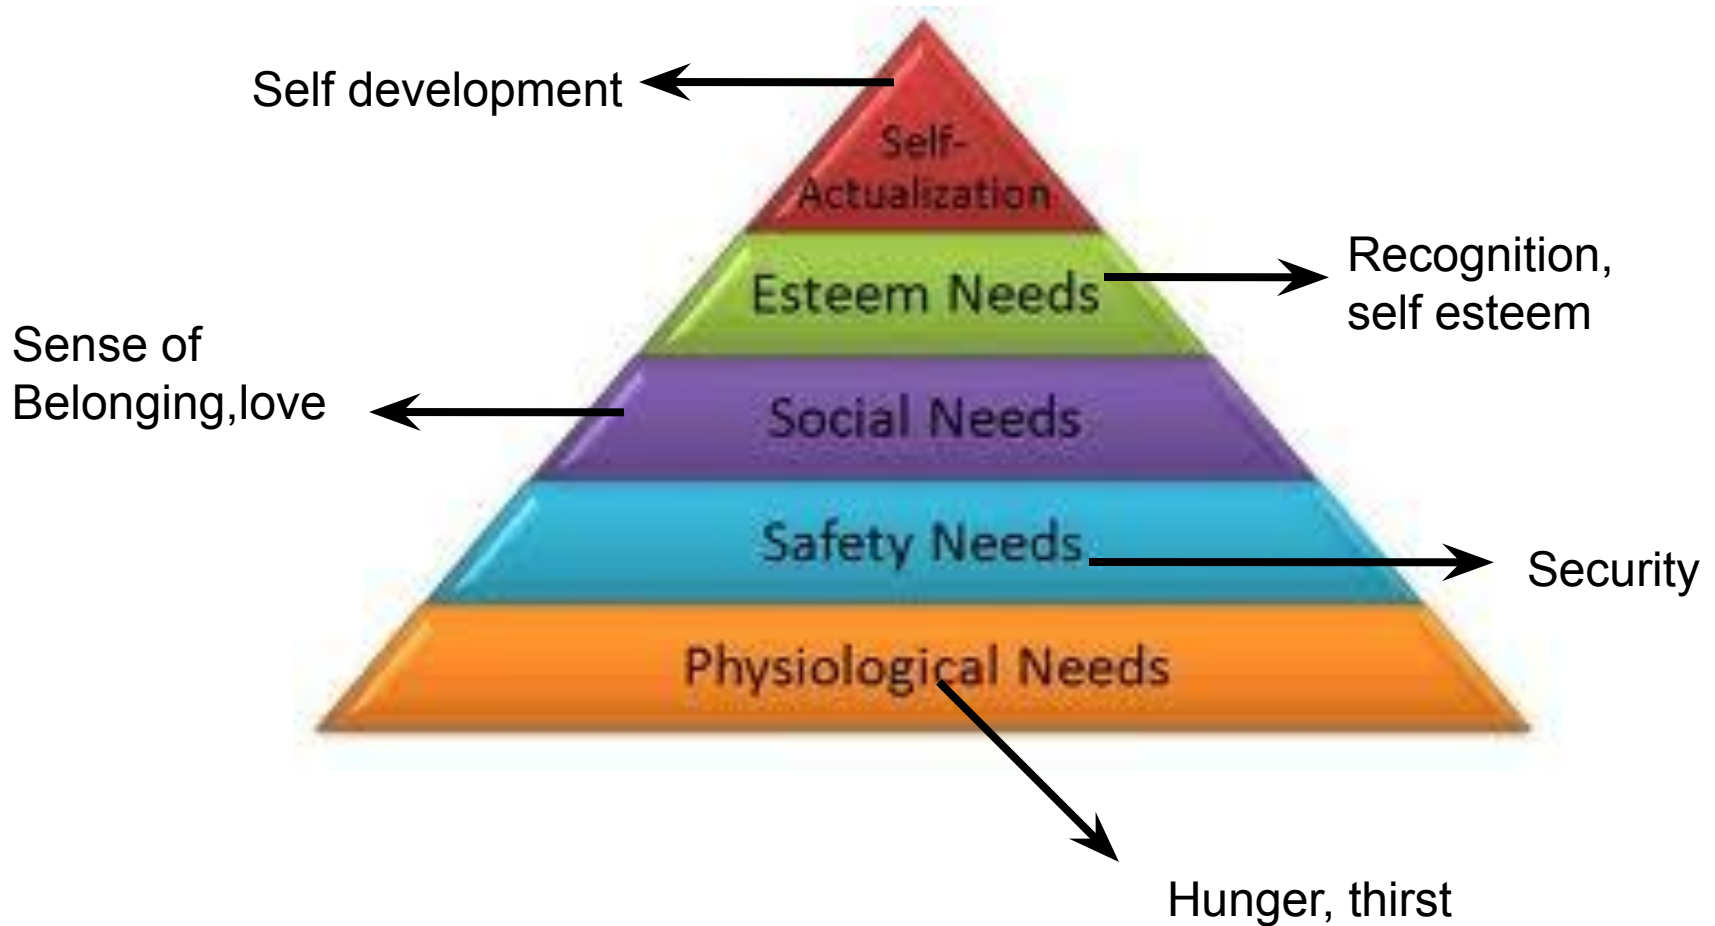 Self development
Self-
Actualization
Recognition,
self esteem
Esteem Needs
Sense of
Belonging,love
Social Needs
Safety Needs
Security
Physiological Needs
Hunger, thirst